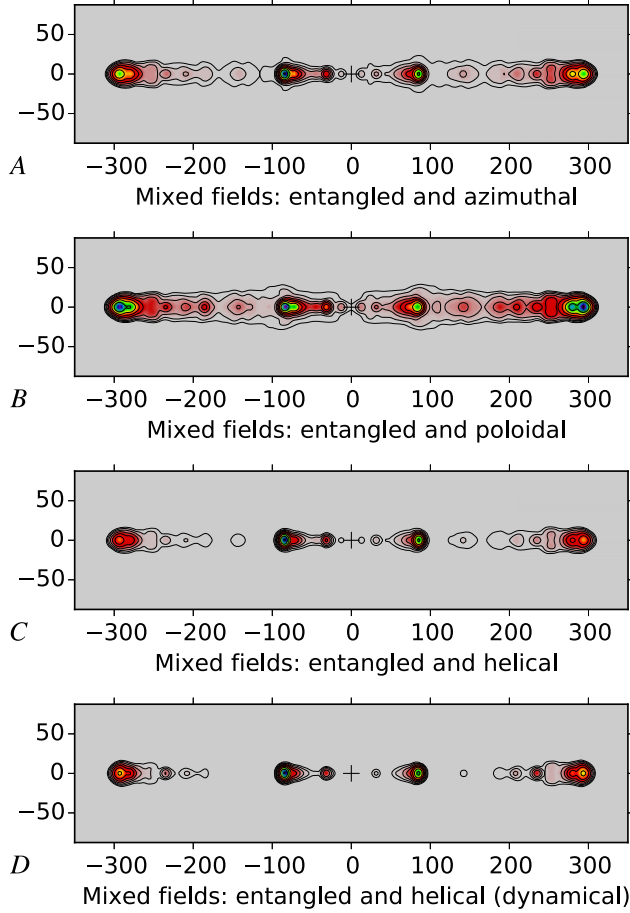 50
0
−50
A
−300 −200 −100 0 100 200 300
Mixed fields: entangled and azimuthal
50
0
−50
B
−300 −200 −100 0 100 200 300
Mixed fields: entangled and poloidal
50
0
−50
C
−300 −200 −100 0 100 200 300
Mixed fields: entangled and helical
50
0
−50
D
−300 −200 −100 0 100 200 300
Mixed fields: entangled and helical (dynamical)